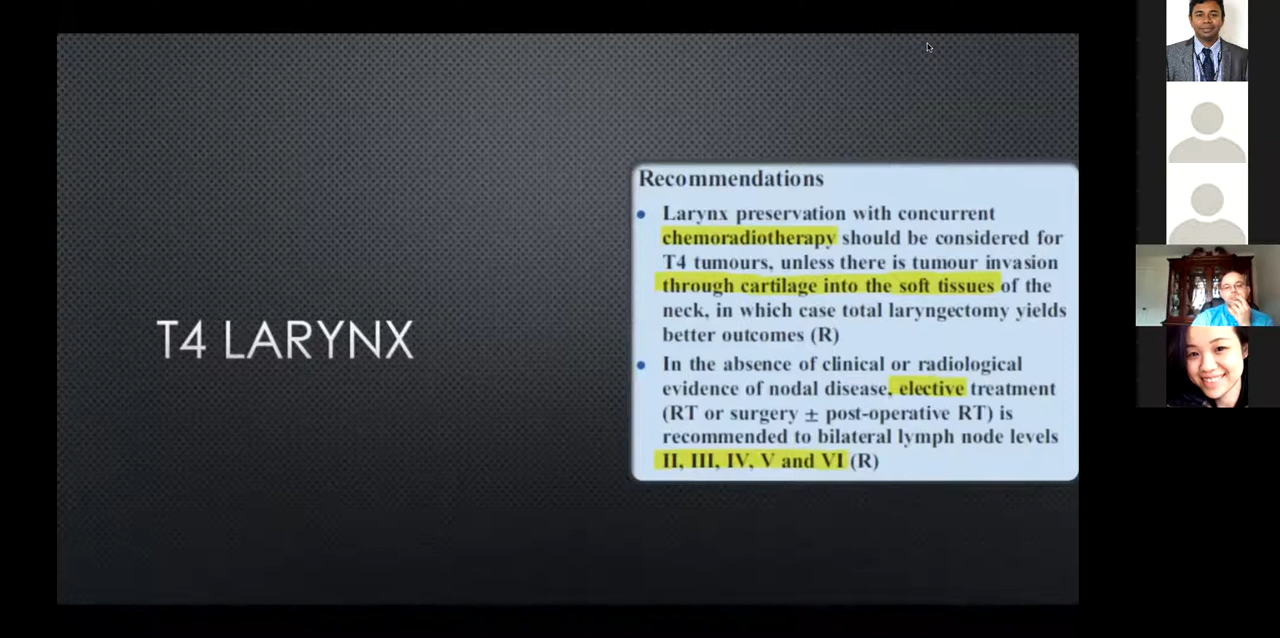 T4 LARYNX
Recommendations
• Larynx preservation with concurrent
chemoradiotherapy should be considered for
T4 tumours, unless there is tumour invasion
through cartilage into the soft tissues of the
neck, in which case total laryngectomy yields
better outcomes (R)
• In the absence of clinical or radiological
evidence of nodal disease, elective treatment
(RT or surgery ± post-operative RT) is
recommended to bilateral lymph node levels
II, III, IV, V and VI (R)